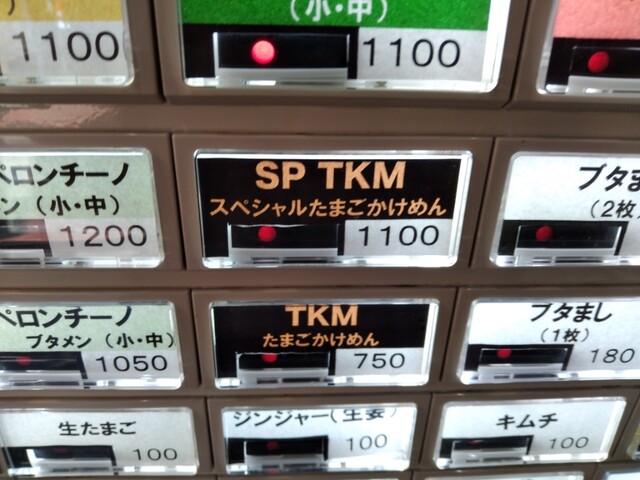 (小・中)
1100
1100
ペロンチーノ
ン (小・中)
1200
SP TKM
スペシャルたまごかけめん
1100
ブタま
(2枚
ペロンチーノ
ブタメン (小・中)
1050
TKM
たまごかけめん
750
ブタまし
(1枚)
180
生たまご
100
ジンジャー(生姜)
100
キムチ
100